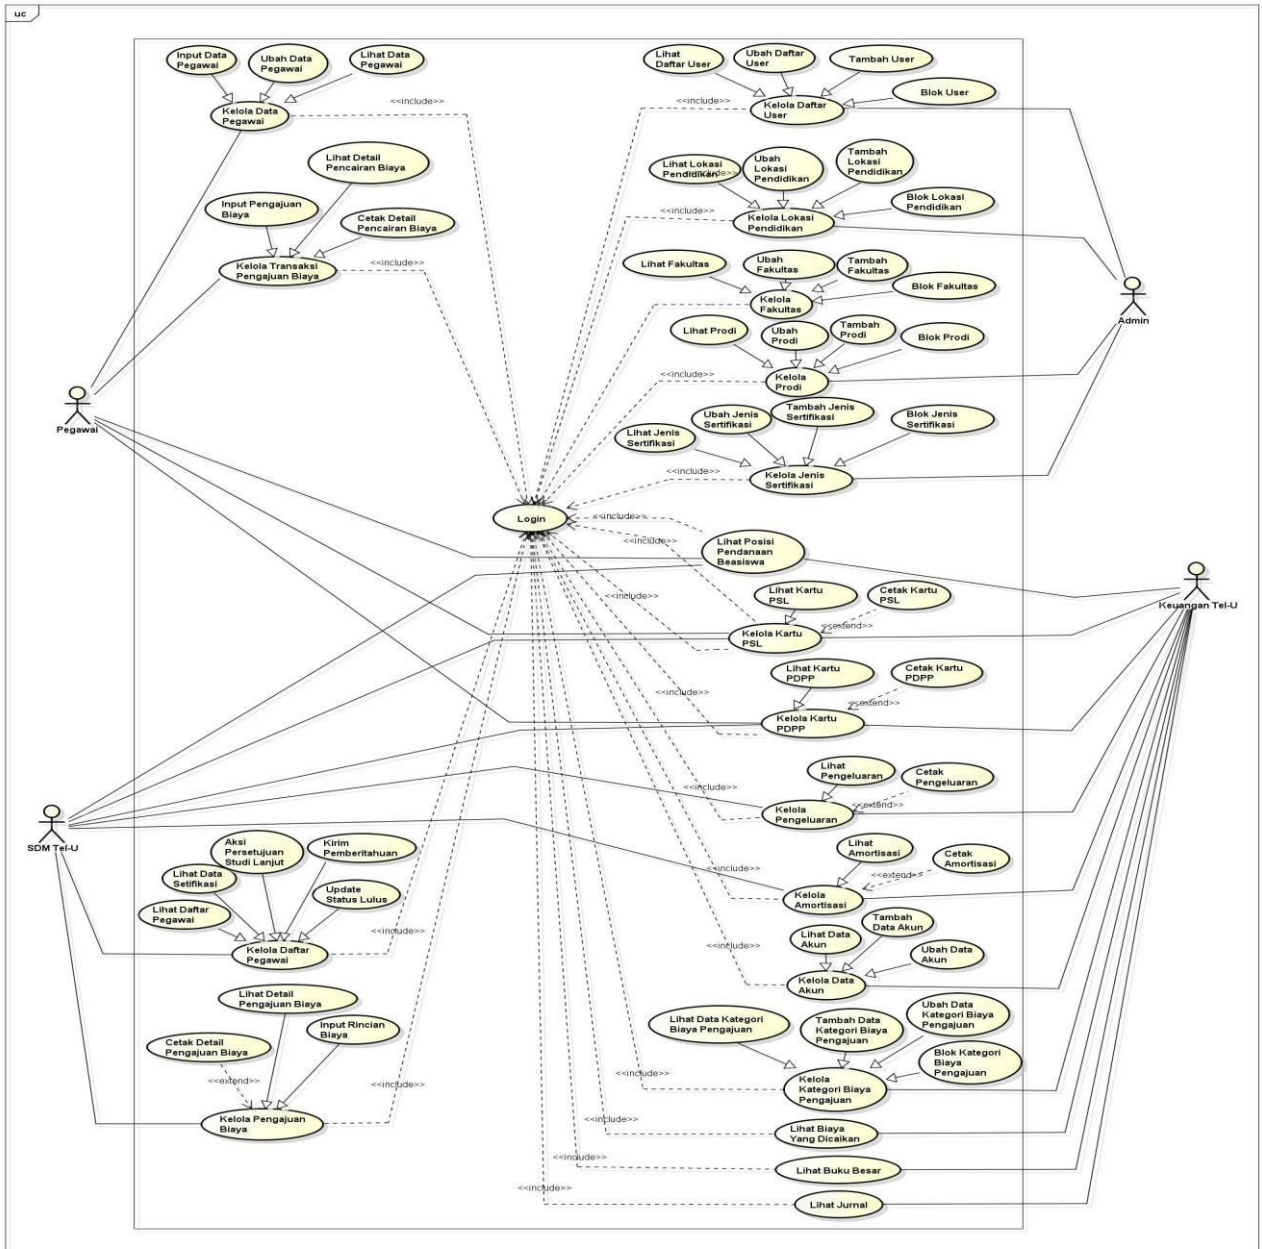 uc
Input Data
Pegawai
Ubah Data
Pegawai
Lihat Data
Pegawai
<<include>>
Kelola Data
Pegawai
Lihat Detail
Pencairan Biaya
Input Pengajuan
Biaya
Cetak Detail
Pencairan Biaya
<<include>>
Kelola Transaksi
Pengajuan Biaya
Lihat
Daftar User
Ubah Daftar
User
Tambah User
Blok User
<<include>>
Kelola Daftar
User
Lihat Lokasi
Pendidikan
<<include>>
Ubah
Lokasi
Pendidikan
Tambah
Lokasi
Pendidikan
Blok Lokasi
Pendidikan
<<include>>
Kelola Lokasi
Pendidikan
Lihat Fakultas
Ubah
Fakultas
Tambah
Fakultas
Blok Fakultas
Kelola
Fakultas
Admin
Lihat Prodi
Ubah
Prodi
Tambah
Prodi
Blok Prodi
<<include>>
Kelola
Prodi
Pegawai
Lihat Jenis
Sertifikasi
Ubah Jenis
Sertifikasi
Tambah Jenis
Sertifikasi
Blok Jenis
Sertifikasi
<<include>>
Kelola Jenis
Sertifikasi
Login
<<include>>
<<include>>
Lihat Posisi
Pendanaan
Beasiswa
Keuangan Tel-U
<<include>>
Lihat Kartu
PSL
Cetak Kartu
PSL
<<extend>>
Kelola Kartu
PSL
Lihat Kartu
PDPP
Cetak Kartu
PDPP
<<include>>
<<extend>>
Kelola Kartu
PDPP
Lihat
Pengeluaran
Cetak
Pengeluaran
<<include>>
<<extend>>
Kelola
Pengeluaran
SDM Tel-U
Lihat
Amortisasi
Cetak
Amortisasi
<<include>>
<<extend>>
Kelola
Amortisasi
Aksi
Persetujuan
Studi Lanjut
Kirim
Pemberitahuan
Lihat Data
Setifikasi
Update
Status Lulus
Lihat Daftar
Pegawai
<<include>>
Kelola Daftar
Pegawai
Lihat Data
Akun
Tambah
Data Akun
Ubah Data
Akun
<<include>>
Kelola Data
Akun
Lihat Detail
Pengajuan Biaya
Input Rincian
Biaya
Cetak Detail
Pengajuan Biaya
<<extend>>
<<include>>
Kelola Pengajuan
Biaya
Lihat Data Kategori
Biaya Pengajuan
Tambah Data
Kategori Biaya
Pengajuan
Ubah Data
Kategori Biaya
Pengajuan
Blok Kategori
Biaya
Pengajuan
<<include>>
Kelola
Kategori Biaya
Pengajuan
<<include>>
Lihat Biaya
Yang Dicaikan
<<include>>
Lihat Buku Besar
<<include>>
Lihat Jurnal